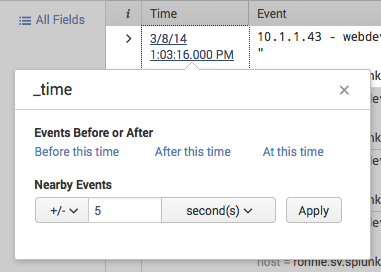 All Fields
i Time Event
3/8/14
1:03:16.000 PM
10.1.1.43 - webdev
"
_time
Events Before or After
Before this time After this time At this time
Nearby Events
+/- 5 second(s) Apply
host = ronnie.sv.splunk